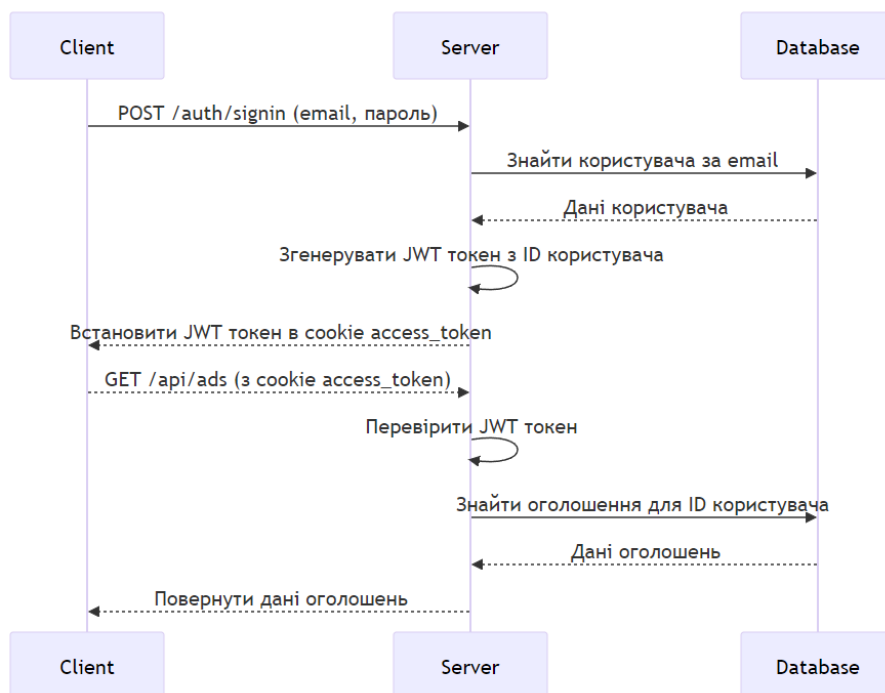 Client
Server
Database
POST /auth/signin (email, пароль)
Знайти користувача за email
Дані користувача
Згенерувати JWT токен з ID користувача
Встановити JWT токен в cookie access_token
GET /api/ads (з cookie access_token)
Перевірити JWT токен
Знайти оголошення для ID користувача
Дані оголошень
Повернути дані оголошень
Client
Server
Database